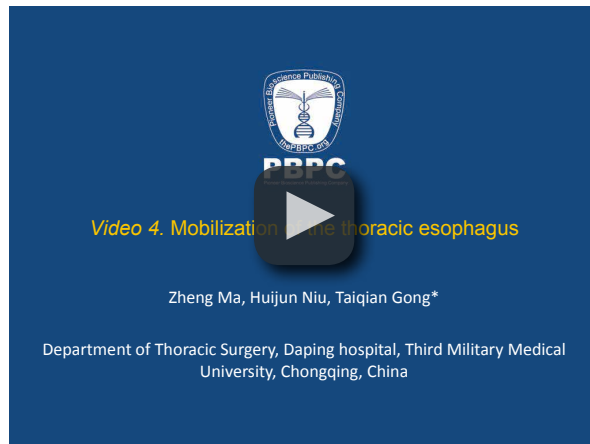 Pioneer Bioscience Publishing Company
thePBPC.org
PBPC
Video 4. Mobilization of the thoracic esophagus
Zheng Ma, Huijun Niu, Taiqian Gong*
Department of Thoracic Surgery, Daping hospital, Third Military Medical
University, Chongqing, China